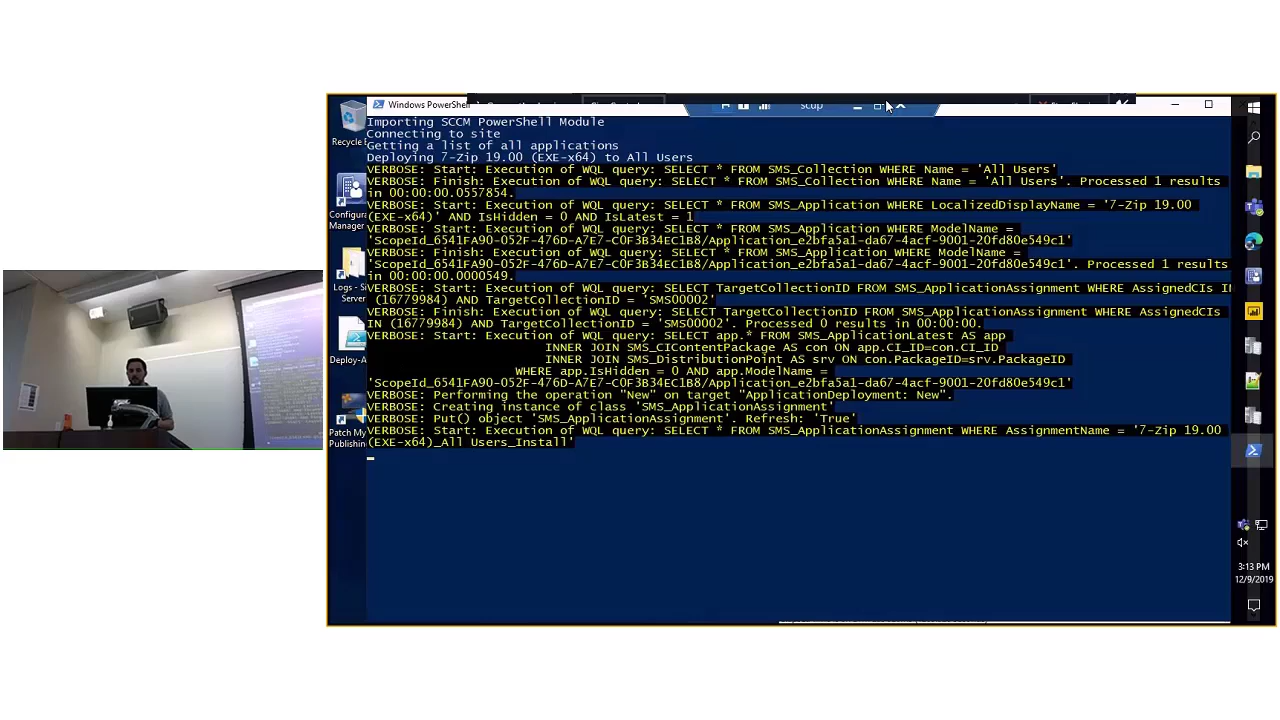 Windows PowerShell
scup
Importing SCCM PowerShell Module
Connecting to site
Getting a list of all applications
Deploying 7-Zip 19.00 (EXE-x64) to All Users
VERBOSE: Start: Execution of WQL query: SELECT * FROM SMS_Collection WHERE Name = 'All Users'
VERBOSE: Finish: Execution of WQL query: SELECT * FROM SMS_Collection WHERE Name = 'All Users'. Processed 1 results
in 00:00:00.0557854.
VERBOSE: Start: Execution of WQL query: SELECT * FROM SMS_Application WHERE LocalizedDisplayName = '7-Zip 19.00
(EXE-x64)' AND IsHidden = 0 AND IsLatest = 1
VERBOSE: Start: Execution of WQL query: SELECT * FROM SMS_Application WHERE ModelName =
'ScopeId_6541FA90-052F-476D-A7E7-C0F3B34EC1B8/Application_e2bfa5a1-da67-4acf-9001-20fd80e549c1'
VERBOSE: Finish: Execution of WQL query: SELECT * FROM SMS_Application WHERE ModelName =
'ScopeId_6541FA90-052F-476D-A7E7-C0F3B34EC1B8/Application_e2bfa5a1-da67-4acf-9001-20fd80e549c1'. Processed 1 results
in 00:00:00.0000549.
VERBOSE: Start: Execution of WQL query: SELECT TargetCollectionID FROM SMS_ApplicationAssignment WHERE AssignedCIs IN
(16779984) AND TargetCollectionID = 'SMS00002'
VERBOSE: Finish: Execution of WQL query: SELECT TargetCollectionID FROM SMS_ApplicationAssignment WHERE AssignedCIs
IN (16779984) AND TargetCollectionID = 'SMS00002'. Processed 0 results in 00:00:00.
VERBOSE: Start: Execution of WQL query: SELECT app.* FROM SMS_ApplicationLatest AS app
INNER JOIN SMS_CIContentPackage AS con ON app.CI_ID=con.CI_ID
INNER JOIN SMS_DistributionPoint AS srv ON con.PackageID=srv.PackageID
WHERE app.IsHidden = 0 AND app.ModelName =
'ScopeId_6541FA90-052F-476D-A7E7-C0F3B34EC1B8/Application_e2bfa5a1-da67-4acf-9001-20fd80e549c1'
VERBOSE: Performing the operation "New" on target "ApplicationDeployment: New".
VERBOSE: Creating instance of class 'SMS_ApplicationAssignment'
VERBOSE: Put() object 'SMS_ApplicationAssignment'. Refresh: 'True'
VERBOSE: Start: Execution of WQL query: SELECT * FROM SMS_ApplicationAssignment WHERE AssignmentName = '7-Zip 19.00
(EXE-x64)_All Users_Install'
Recycle
Configura
Manager
Logs - Si
Server
Deploy-A
Patch My
Publishin
3:13 PM
12/9/2019